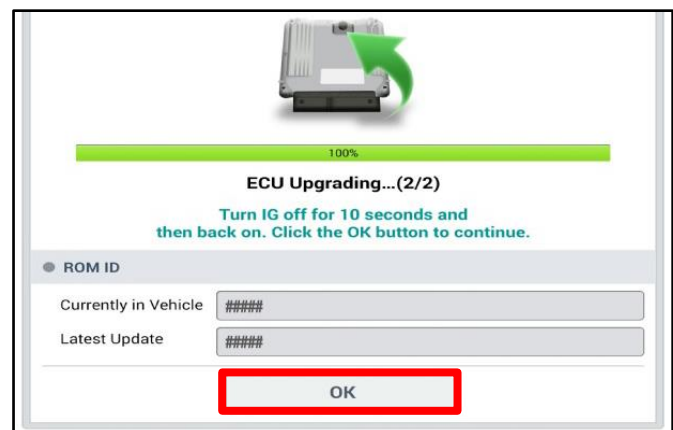 100%
ECU Upgrading...(2/2)
Turn IG off for 10 seconds and
then back on. Click the OK button to continue.
ROM ID
Currently in Vehicle #####
Latest Update #####
OK